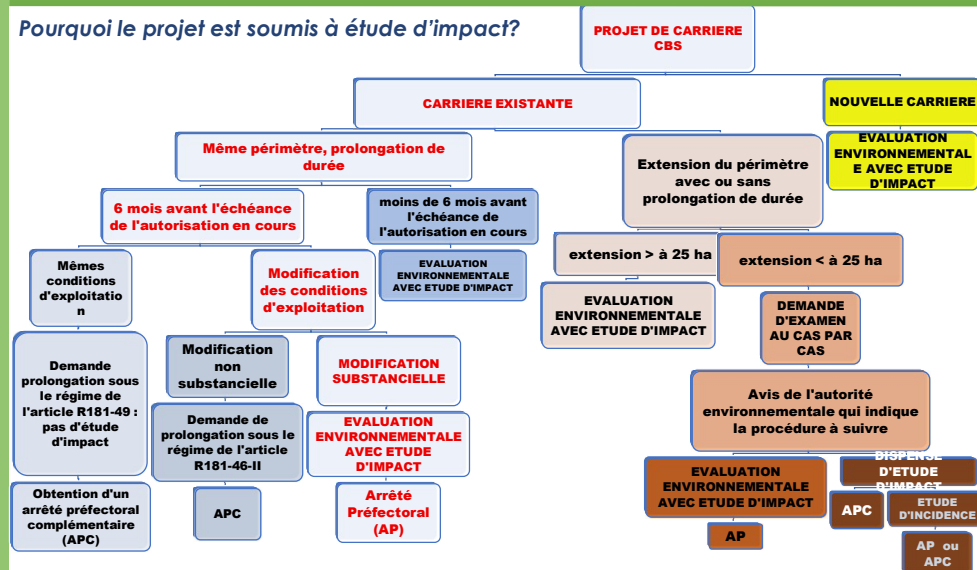 Pourquoi le projet est soumis à étude d'impact?
PROJET DE CARRIERE
CBS
CARRIERE EXISTANTE
NOUVELLE CARRIERE
EVALUATION
ENVIRONNEMENTAL
E AVEC ETUDE
D'IMPACT
Même périmètre, prolongation de
durée
Extension du périmètre
avec ou sans
prolongation de durée
6 mois avant l'échéance
de l'autorisation en cours
moins de 6 mois avant
l'échéance de
l'autorisation en cours
extension > à 25 ha
extension < à 25 ha
Mêmes
conditions
d'exploitatio
n
Modification
des conditions
d'exploitation
EVALUATION
ENVIRONNEMENTALE
AVEC ETUDE D'IMPACT
EVALUATION
ENVIRONNEMENTALE
AVEC ETUDE D'IMPACT
DEMANDE
D'EXAMEN
AU CAS PAR
CAS
Demande
prolongation sous
le régime de
l'article R181-49 :
pas d'étude
d'impact
Modification
non
substancielle
MODIFICATION
SUBSTANCIELLE
Avis de l'autorité
environnementale qui indique
la procédure à suivre
Demande de
prolongation sous le
régime de l'article
R181-46-II
EVALUATION
ENVIRONNEMENTALE
AVEC ETUDE
D'IMPACT
EVALUATION
ENVIRONNEMENTALE
AVEC ETUDE D'IMPACT
DISPENSE
D'ETUDE
D'IMPACT
Obtention d'un
arrêté préfectoral
complémentaire
(APC)
APC
Arrêté
Préfectoral
(AP)
AP
APC
ETUDE
D'INCIDENCE
AP ou
APC